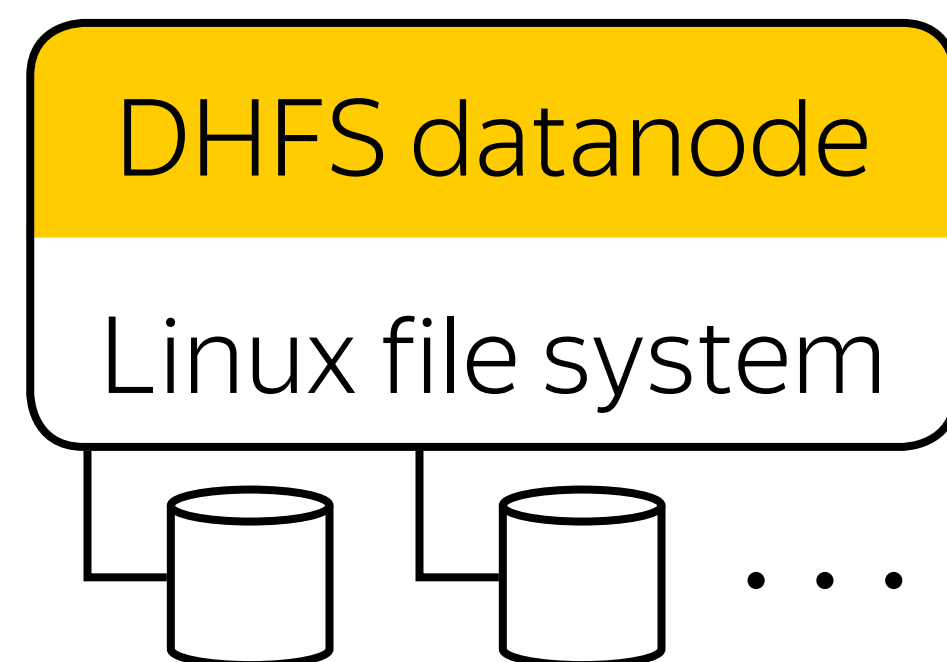 DHFS datanode
Linux file system
. . .